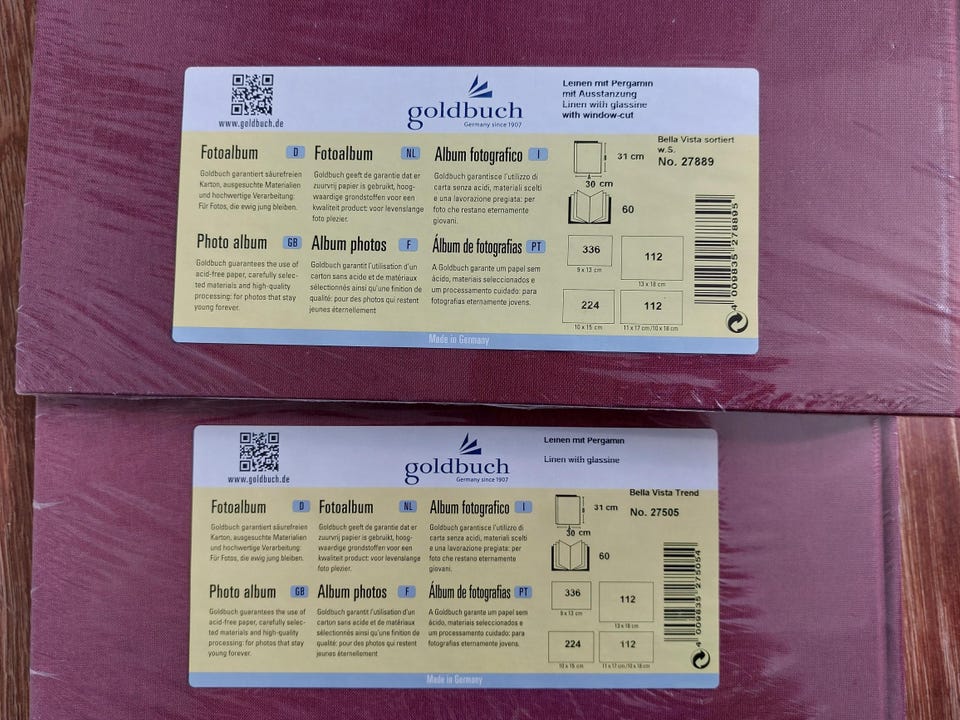 www.goldbuch.de
goldbuch
Germany since 1907
Leinen mit Pergamin
mit Ausstanzung
Linen with glassine
with window-cut
Fotoalbum D
Goldbuch garantiert säurefreien
Karton, ausgesuchte Materialien
und hochwertige Verarbeitung:
Für Fotos, die ewig jung bleiben.
Fotoalbum NL
Goldbuch geeft de garantie dat er
zuurvrij papier is gebruikt, hoog-
waardige grondstoffen voor een
kwaliteit product: voor levenslange
foto plezier.
Album fotografico I
Goldbuch garantisce l'utilizzo di
carta senza acidi, materiali scelti
e una lavorazione pregiata: per
foto che restano eternamente
giovani.
Photo album GB
Goldbuch guarantees the use of
acid-free paper, carefully selec-
ted materials and high-quality
processing: for photos that stay
young forever.
Album photos F
Goldbuch garantit l'utilisation d'un
carton sans acide et de matériaux
sélectionnés ainsi qu'une finition de
qualité: pour des photos qui restent
jeunes éternellement
Álbum de fotografias PT
A Goldbuch garante um papel sem
ácido, materiais seleccionados e
um processamento cuidado: para
fotografias eternamente jovens.
Bella Vista sortiert
w.S.
No. 27889
31 cm
30 cm
60
336
9 x 13 cm
112
13 x 18 cm
224
10 x 15 cm
112
11 x 17 cm/10 x 18 cm
4 009835 278895
Made in Germany
www.goldbuch.de
goldbuch
Germany since 1907
Leinen mit Pergamin
Linen with glassine
Fotoalbum D
Goldbuch garantiert säurefreien
Karton, ausgesuchte Materialien
und hochwertige Verarbeitung:
Für Fotos, die ewig jung bleiben.
Fotoalbum NL
Goldbuch geeft de garantie dat er
zuurvrij papier is gebruikt, hoog-
waardige grondstoffen voor een
kwaliteit product: voor levenslange
foto plezier.
Album fotografico I
Goldbuch garantisce l'utilizzo di
carta senza acidi, materiali scelti
e una lavorazione pregiata: per
foto che restano eternamente
giovani.
Photo album GB
Goldbuch guarantees the use of
acid-free paper, carefully selec-
ted materials and high-quality
processing: for photos that stay
young forever.
Album photos F
Goldbuch garantit l'utilisation d'un
carton sans acide et de matériaux
sélectionnés ainsi qu'une finition de
qualité: pour des photos qui restent
jeunes éternellement
Álbum de fotografias PT
A Goldbuch garante um papel sem
ácido, materiais seleccionados e
um processamento cuidado: para
fotografias eternamente jovens.
Bella Vista Trend
No. 27505
31 cm
30 cm
60
336
9 x 13 cm
112
13 x 18 cm
224
10 x 15 cm
112
11 x 17 cm/10 x 18 cm
4 009835 275054
Made in Germany